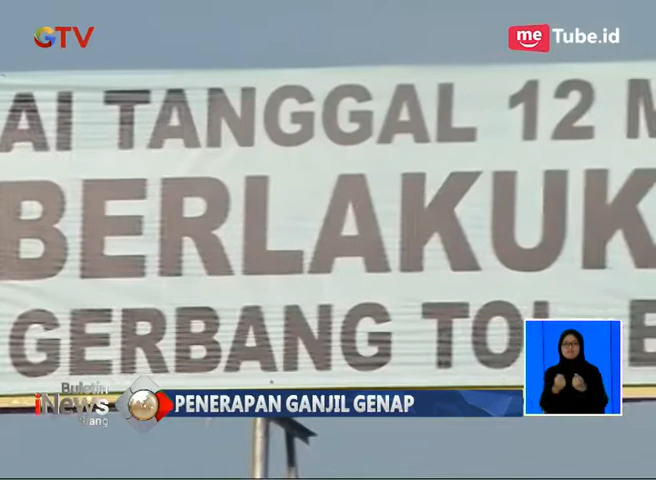 GTV
me Tube.id
AI TANGGAL 12 M
BERLAKUK
GERBANG TOL
Buletin
iNews
Siang
PENERAPAN GANJIL GENAP